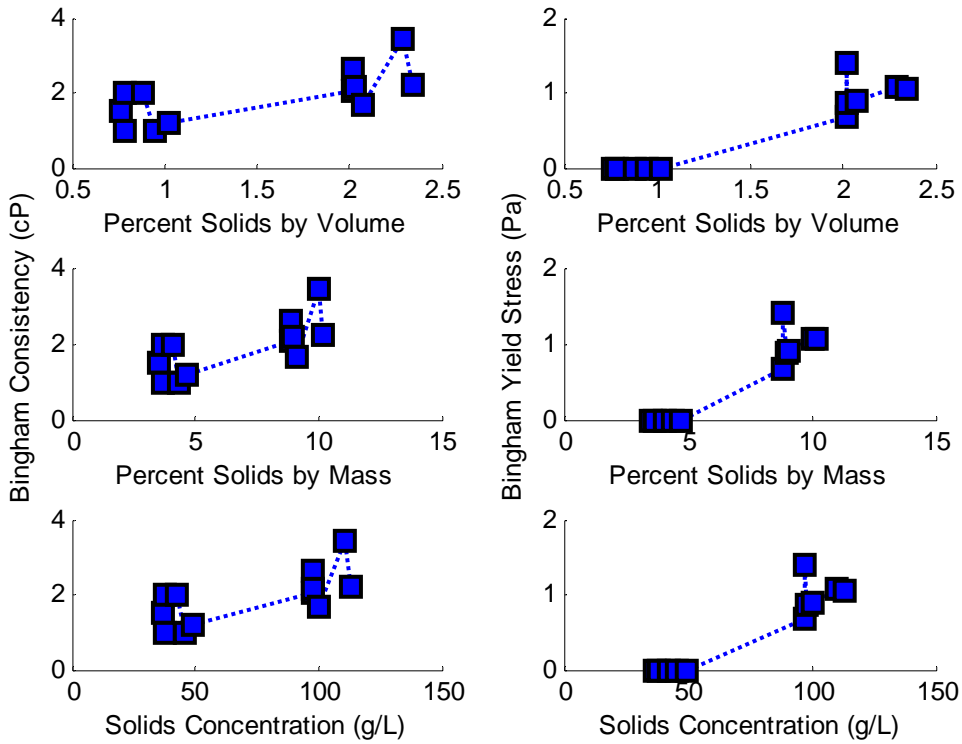 4
2
0
0.5 1 1.5 2 2.5
Percent Solids by Volume
2
1
0
0.5 1 1.5 2 2.5
Percent Solids by Volume
Bingham Consistency (cP)
4
2
0
0 5 10 15
Percent Solids by Mass
Bingham Yield Stress (Pa)
2
1
0
0 5 10 15
Percent Solids by Mass
4
2
0
0 50 100 150
Solids Concentration (g/L)
2
1
0
0 50 100 150
Solids Concentration (g/L)